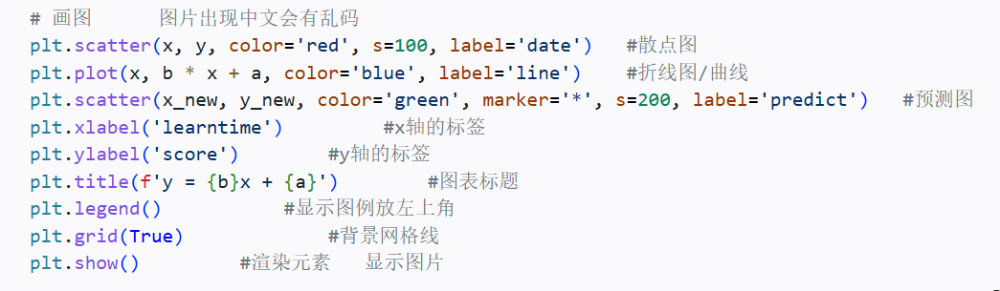 # 画图      图片出现中文会有乱码
plt.scatter(x, y, color='red', s=100, label='date')   #散点图
plt.plot(x, b * x + a, color='blue', label='line')    #折线图/曲线
plt.scatter(x_new, y_new, color='green', marker='*', s=200, label='predict')   #预测图
plt.xlabel('learntime')         #x轴的标签
plt.ylabel('score')        #y轴的标签
plt.title(f'y = {b}x + {a}')        #图表标题
plt.legend()           #显示图例放左上角
plt.grid(True)             #背景网格线
plt.show()         #渲染元素   显示图片